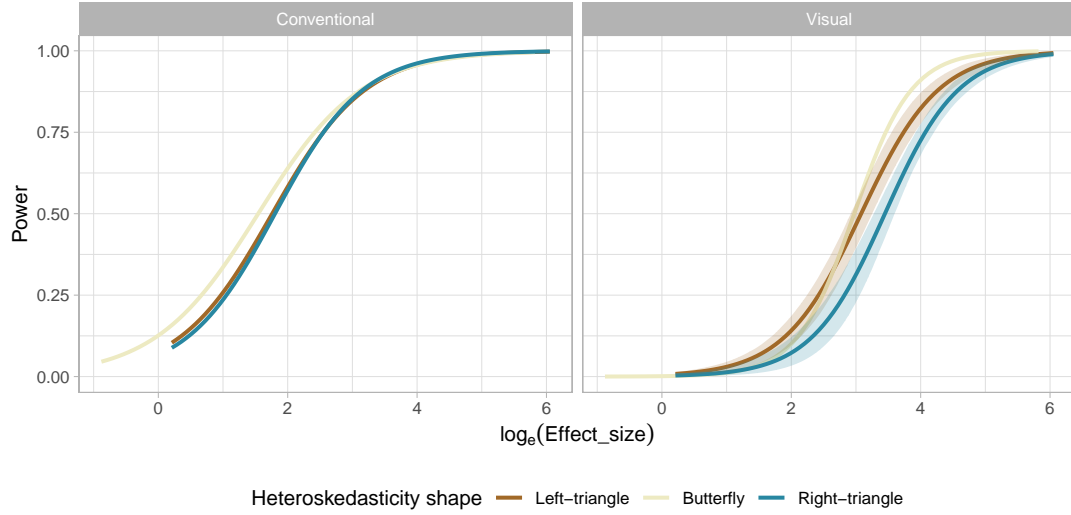 Conventional Visual
1.00
0.75
0.50
0.25
0.00
Power
0 2 4 6 0 2 4 6
logₑ(Effect_size)
Heteroskedasticity shape Left−triangle Butterfly Right−triangle